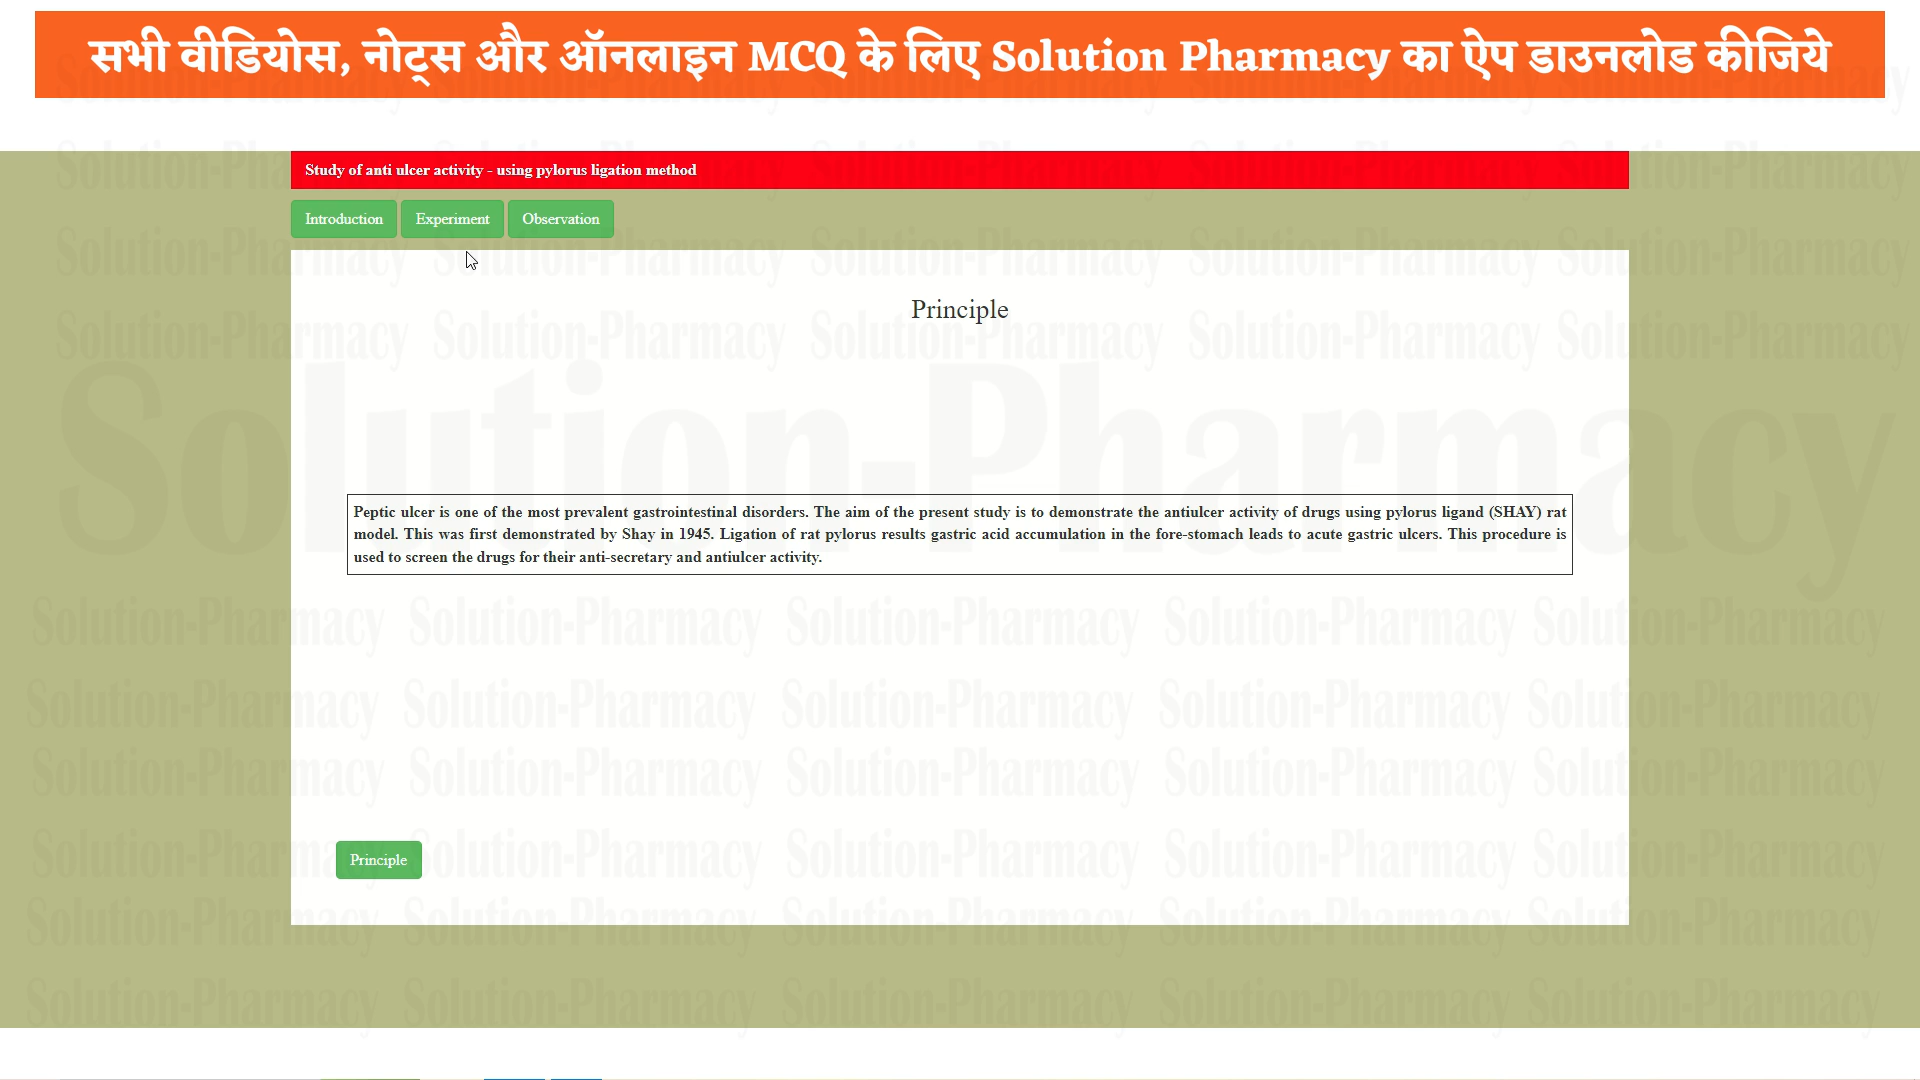 सभी वीडियोस, नोट्स और ऑनलाइन MCQ के लिए Solution Pharmacy का ऐप डाउनलोड कीजिये
Study of anti ulcer activity - using pylorus ligation method
Introduction Experiment Observation
Principle
Peptic ulcer is one of the most prevalent gastrointestinal disorders. The aim of the present study is to demonstrate the antiulcer activity of drugs using pylorus ligand (SHAY) rat
model. This was first demonstrated by Shay in 1945. Ligation of rat pylorus results gastric acid accumulation in the fore-stomach leads to acute gastric ulcers. This procedure is
used to screen the drugs for their anti-secretary and antiulcer activity.
Principle
Solution-Pharmacy